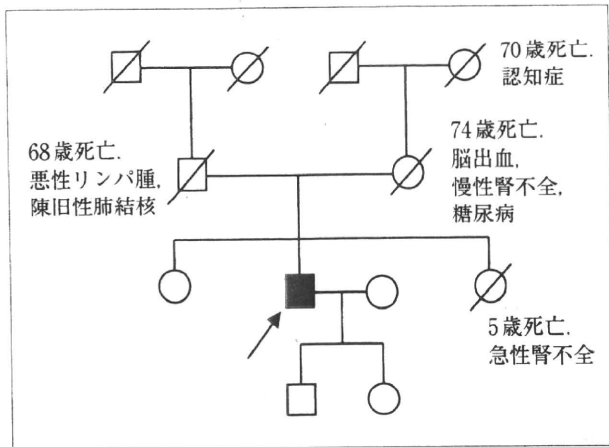 70歳死亡.
認知症
68歳死亡.
悪性リンパ腫,
陳旧性肺結核
74歳死亡.
脳出血,
慢性腎不全,
糖尿病
5歳死亡.
急性腎不全